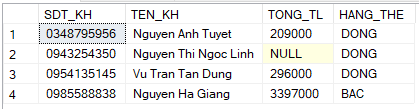 SDT_KH TEN_KH TONG_TL HANG_THE
1 0348795956 Nguyen Anh Tuyet 209000 DONG
2 0943254350 Nguyen Thi Ngoc Linh NULL DONG
3 0954135145 Vu Tran Tan Dung 296000 DONG
4 0985588838 Nguyen Ha Giang 3397000 BAC